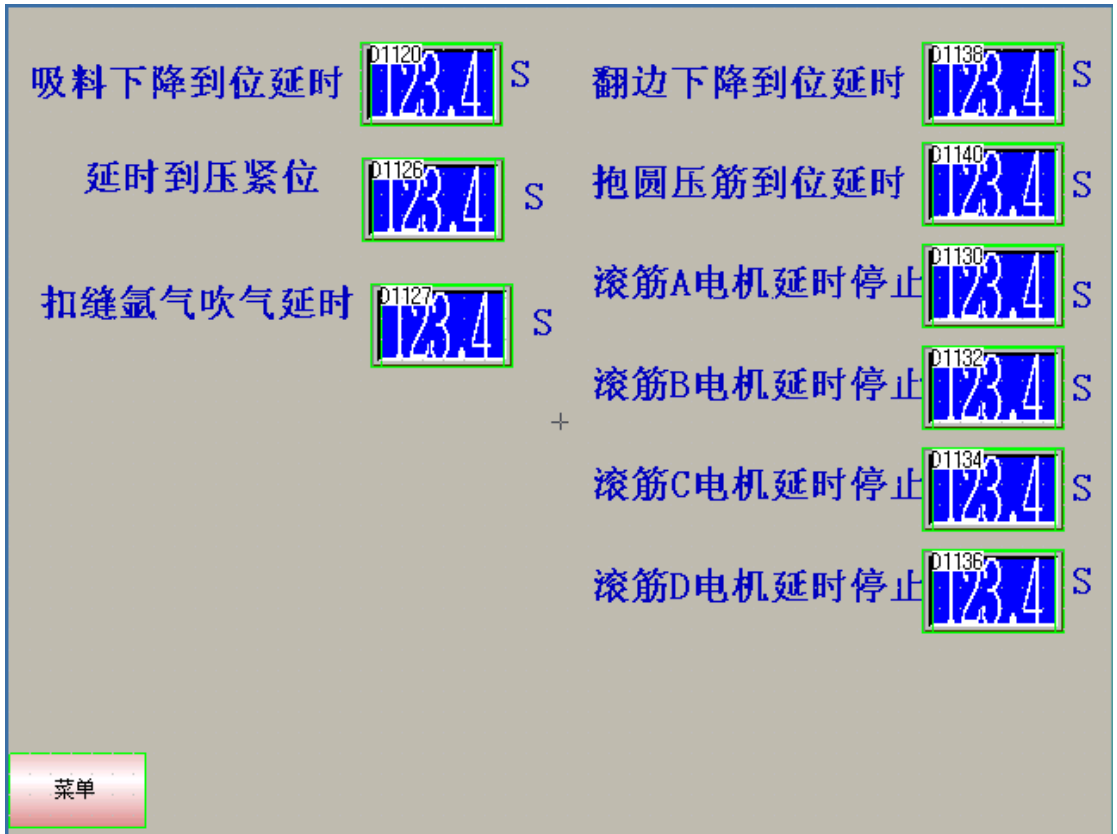 吸料下降到位延时 D1120 123.4 S
延时到压紧位 D1126 123.4 S
扣缝氩气吹气延时 D1127 123.4 S
翻边下降到位延时 D1138 123.4 S
抱圆压筋到位延时 D1140 123.4 S
滚筋A电机延时停止 D1130 123.4 S
滚筋B电机延时停止 D1132 123.4 S
滚筋C电机延时停止 D1134 123.4 S
滚筋D电机延时停止 D1136 123.4 S
菜单